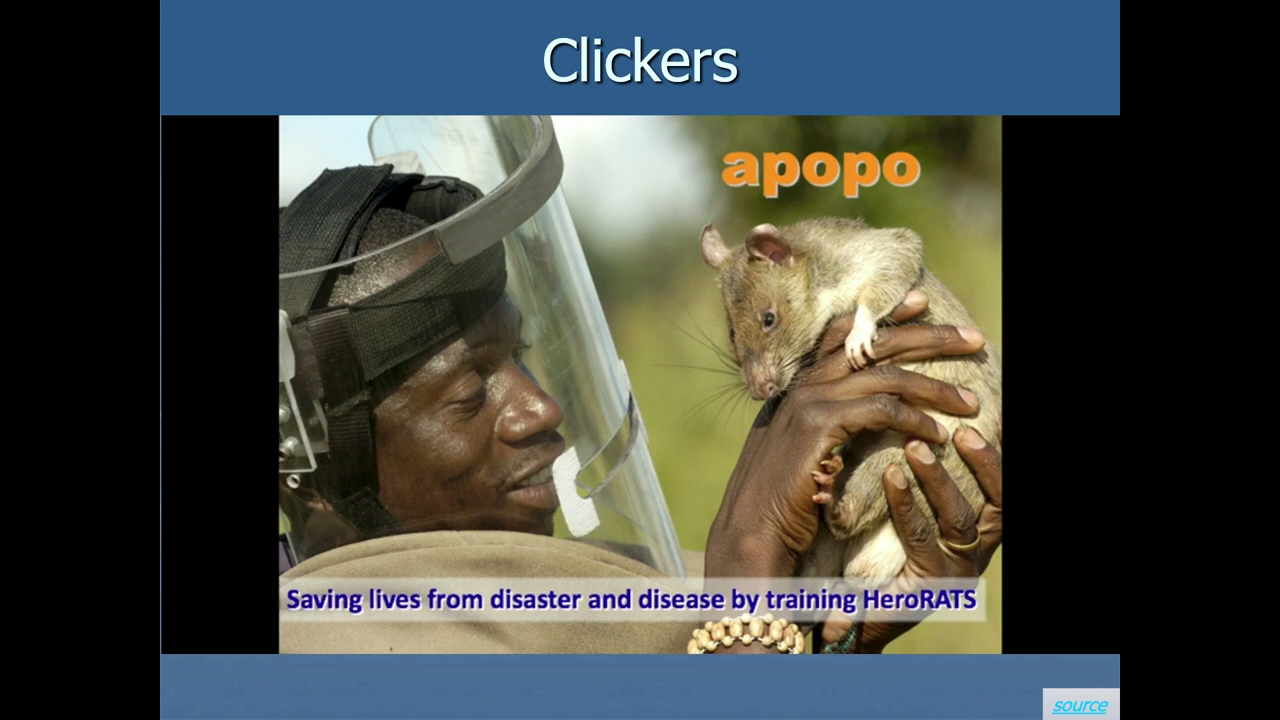 Clickers
apopo
Saving lives from disaster and disease by training HeroRATS
source